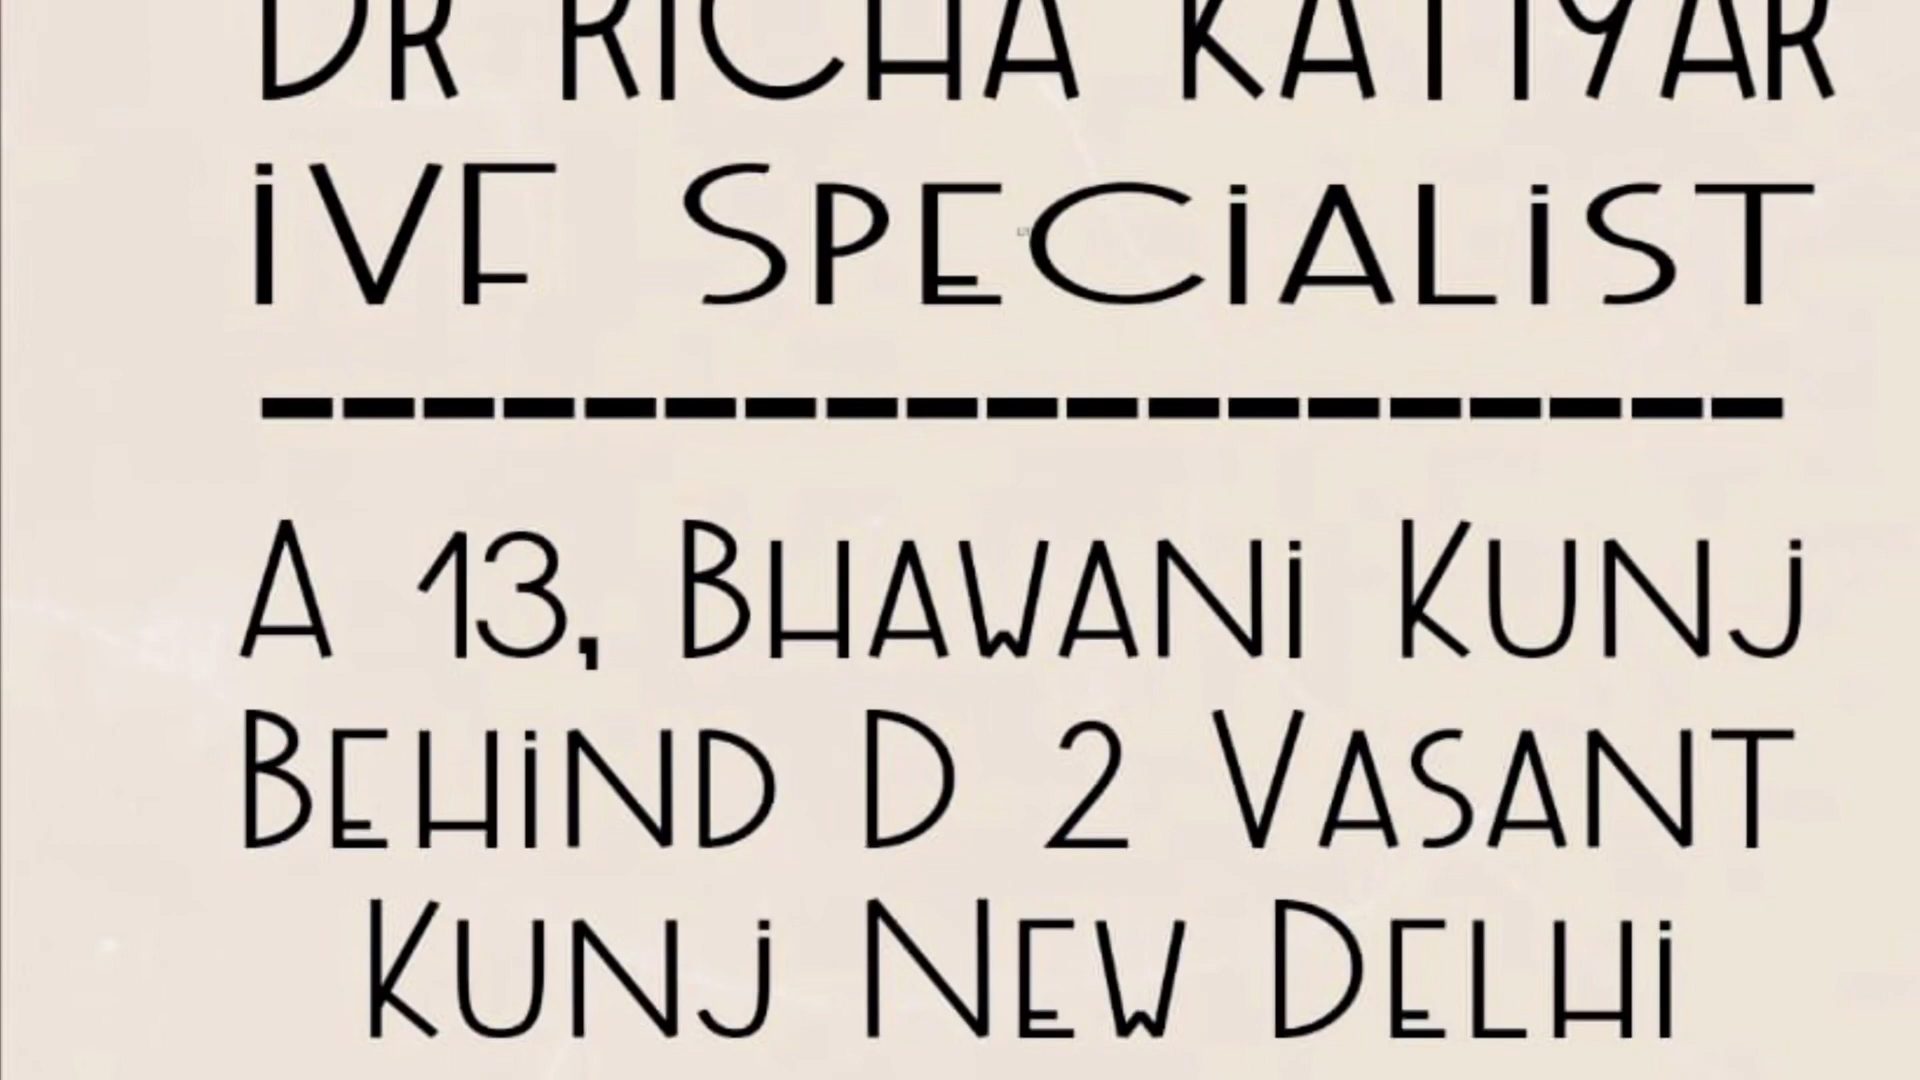 DR RICHA KATIYAR
iVF SPECiALiST
A 13, BHAWANi KUNj
BEHiND D 2 VASANT
KUNj NEW DELHi